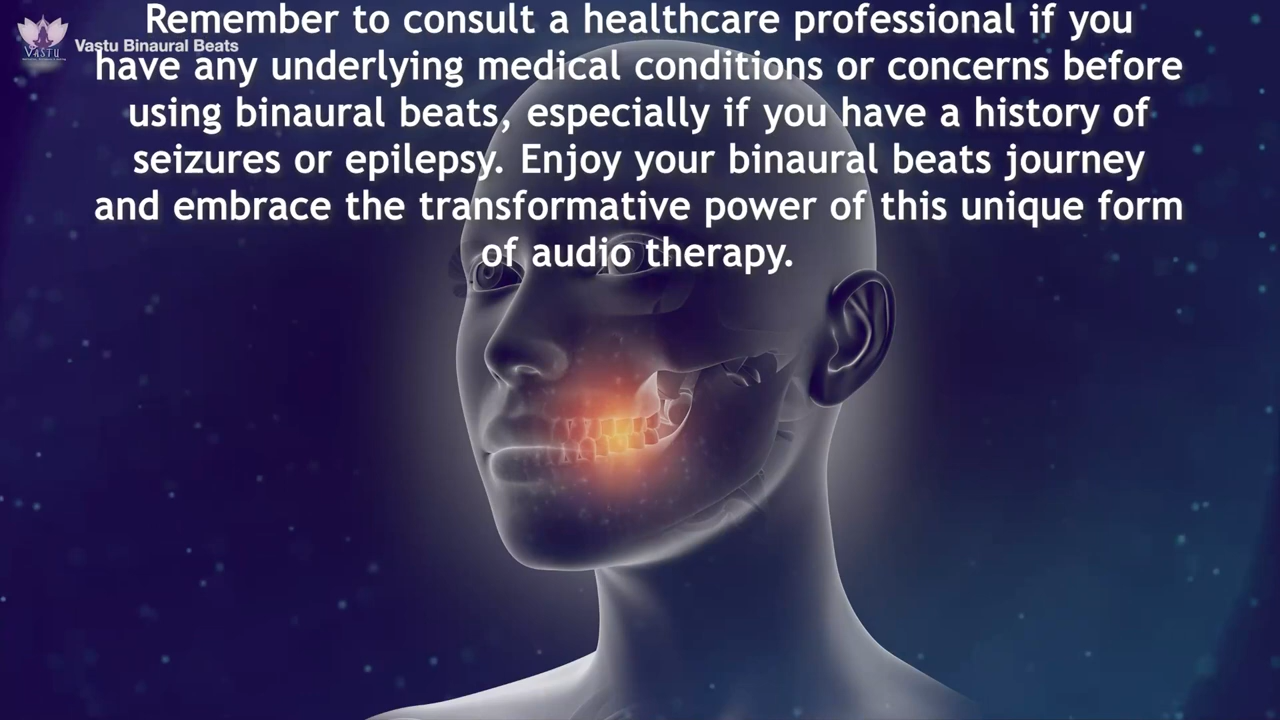 Remember to consult a healthcare professional if you
VASTU
Vastu Binaural Beats
have any underlying medical conditions or concerns before
using binaural beats, especially if you have a history of
seizures or epilepsy. Enjoy your binaural beats journey
and embrace the transformative power of this unique form
of audio therapy.